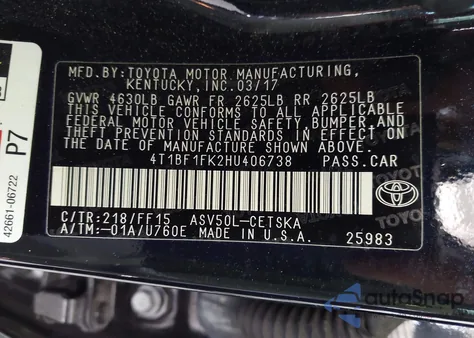 MFD. BY:
TOYOTA MOTOR MANUFACTURING,
KENTUCKY, INC. 03/17
GVWR 4630LB GAWR FR 2625LB RR 2625LB
THIS VEHICLE CONFORMS TO ALL APPLICABLE
FEDERAL MOTOR VEHICLE SAFETY, BUMPER, AND
THEFT PREVENTION STANDARDS IN EFFECT ON
THE DATE OF MANUFACTURE SHOWN ABOVE.
4T1BF1FK2HU406738 PASS.CAR
C/TR:218/FF15 ASV50L-CETSKA
A/TM:-01A/U760E MADE IN U.S.A. 25983
TOYOTA
42661-06722
P7
autoSnap